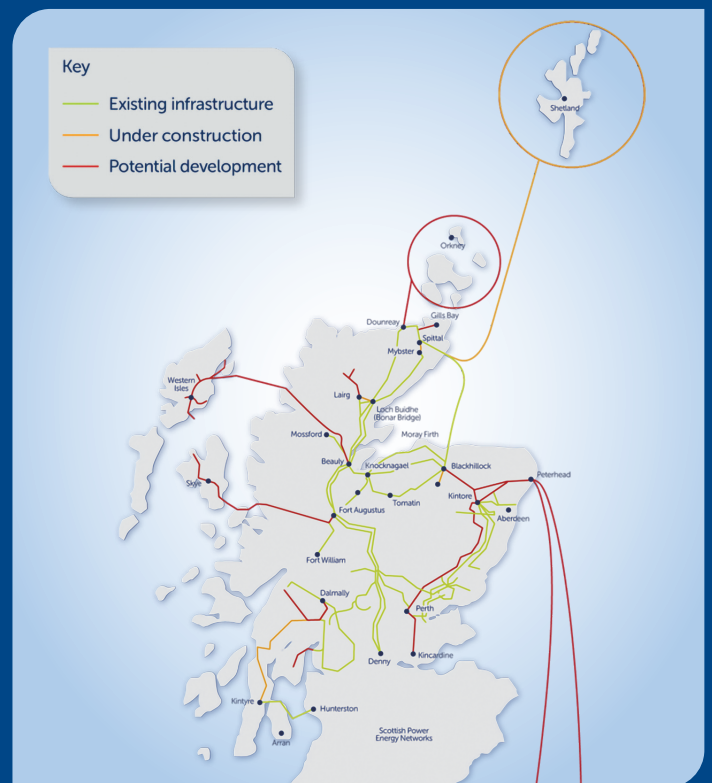 Key
Existing infrastructure
Under construction
Potential development
Shetland
Orkney
Gills Bay
Dounreay
Spittal
Mybster
Western
Isles
Lairg
Loch Buidhe
(Bonar Bridge)
Mossford
Moray Firth
Beauly
Knocknagael
Blackhillock
Peterhead
Skye
Tomatin
Kintore
Fort Augustus
Aberdeen
Fort William
Dalmally
Perth
Denny
Kincardine
Kintyre
Hunterston
Arran
Scottish Power
Energy Networks